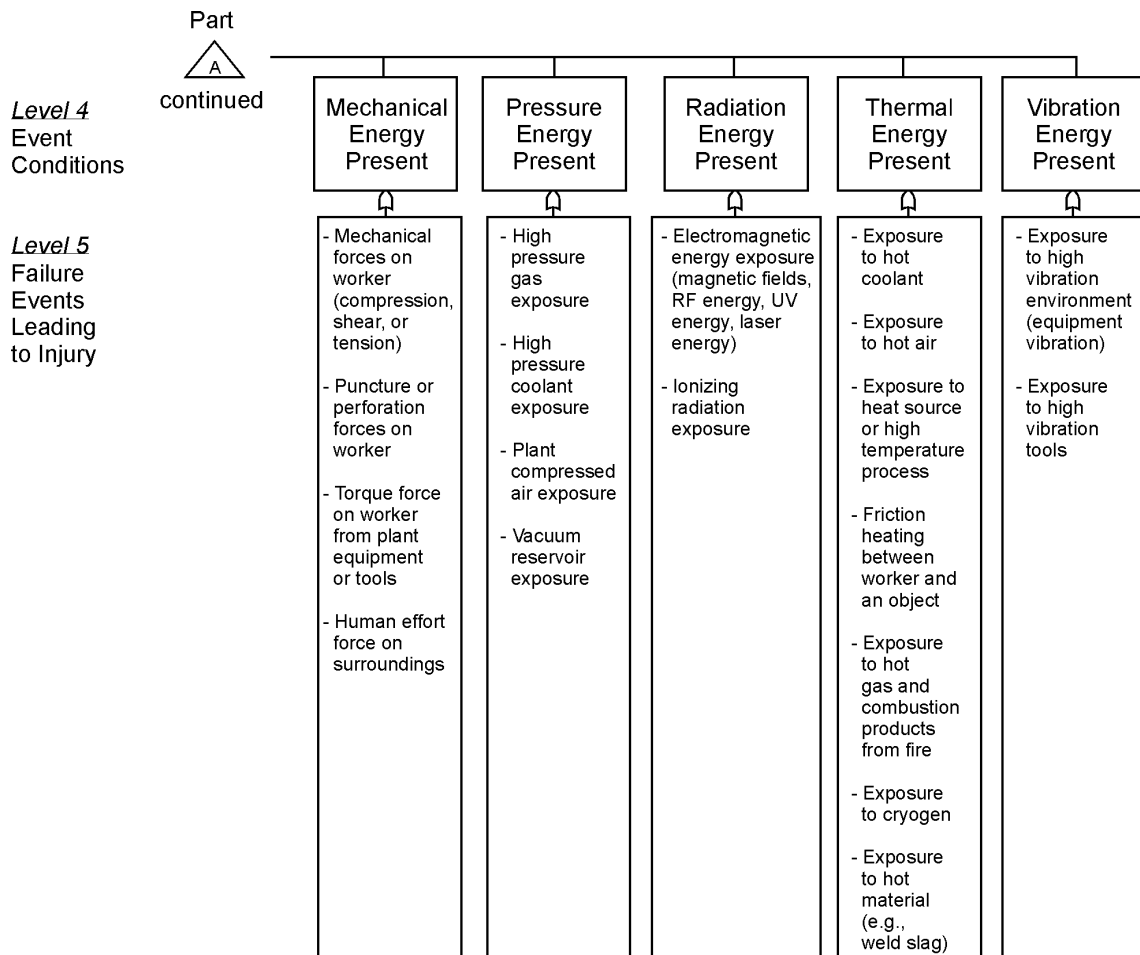 Part
A
continued
Level 4
Event
Conditions
Mechanical
Energy
Present
Pressure
Energy
Present
Radiation
Energy
Present
Thermal
Energy
Present
Vibration
Energy
Present
Level 5
Failure
Events
Leading
to Injury
- Mechanical
forces on
worker
(compression,
shear, or
tension)
- Puncture or
perforation
forces on
worker
- Torque force
on worker
from plant
equipment
or tools
- Human effort
force on
surroundings
- High
pressure
gas
exposure
- High
pressure
coolant
exposure
- Plant
compressed
air exposure
- Vacuum
reservoir
exposure
- Electromagnetic
energy exposure
(magnetic fields,
RF energy, UV
energy, laser
energy)
- Ionizing
radiation
exposure
- Exposure
to hot
coolant
- Exposure
to hot air
- Exposure to
heat source
or high
temperature
process
- Friction
heating
between
worker and
an object
- Exposure
to hot
gas and
combustion
products
from fire
- Exposure
to cryogen
- Exposure
to hot
material
(e.g.,
weld slag)
- Exposure
to high
vibration
environment
(equipment
vibration)
- Exposure
to high
vibration
tools